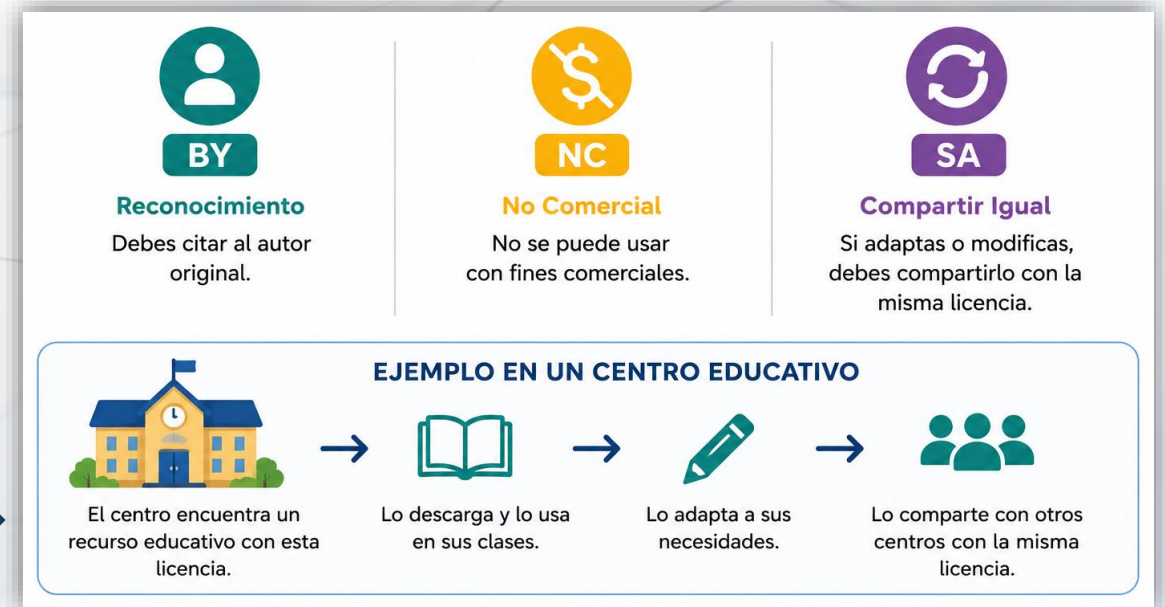 BY
Reconocimiento
Debes citar al autor
original.
NC
No Comercial
No se puede usar
con fines comerciales.
SA
Compartir Igual
Si adaptas o modificas,
debes compartirlo con la
misma licencia.
EJEMPLO EN UN CENTRO EDUCATIVO
El centro encuentra un
recurso educativo con esta
licencia.
Lo descarga y lo usa
en sus clases.
Lo adapta a sus
necesidades.
Lo comparte con otros
centros con la misma
licencia.